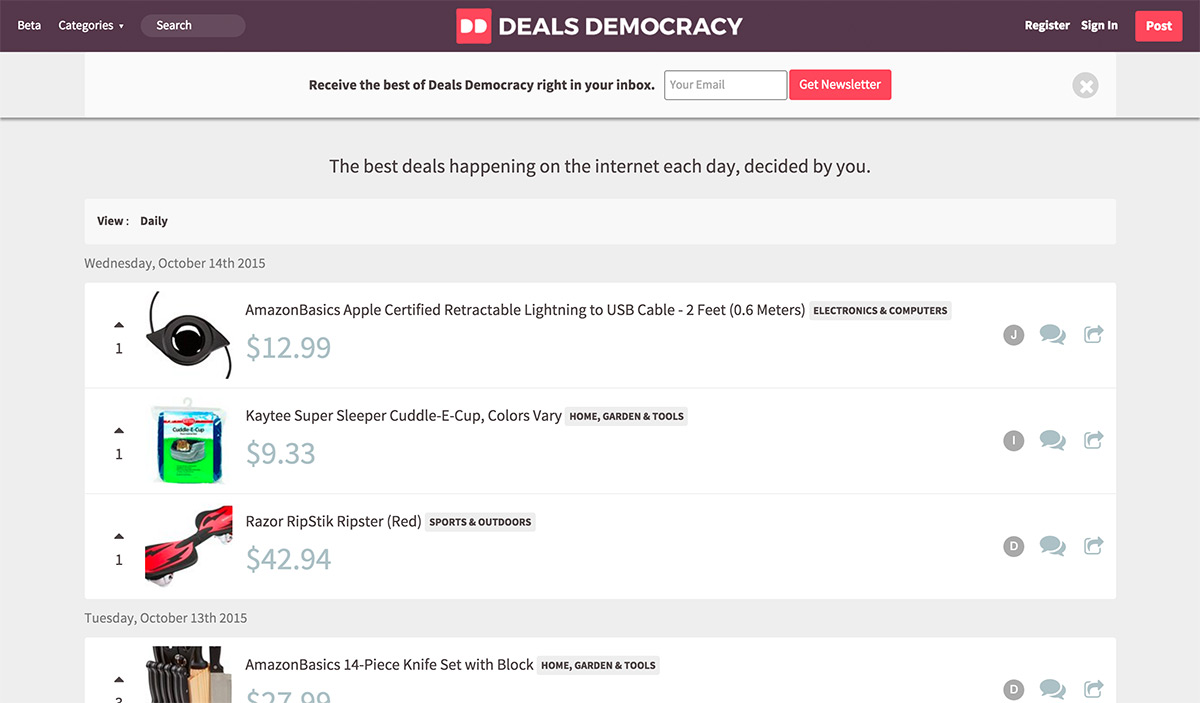 Beta Categories ▾ Search DD DEALS DEMOCRACY Register Sign In Post
Receive the best of Deals Democracy right in your inbox. Your Email Get Newsletter
The best deals happening on the internet each day, decided by you.
View : Daily
Wednesday, October 14th 2015
AmazonBasics Apple Certified Retractable Lightning to USB Cable - 2 Feet (0.6 Meters) ELECTRONICS & COMPUTERS
1 $12.99 J
Kaytee Super Sleeper Cuddle-E-Cup, Colors Vary HOME, GARDEN & TOOLS
Cuddle-E-Cup
1 $9.33 I
Razor RipStik Ripster (Red) SPORTS & OUTDOORS
1 $42.94 D
Tuesday, October 13th 2015
AmazonBasics 14-Piece Knife Set with Block HOME, GARDEN & TOOLS
$27.99 D